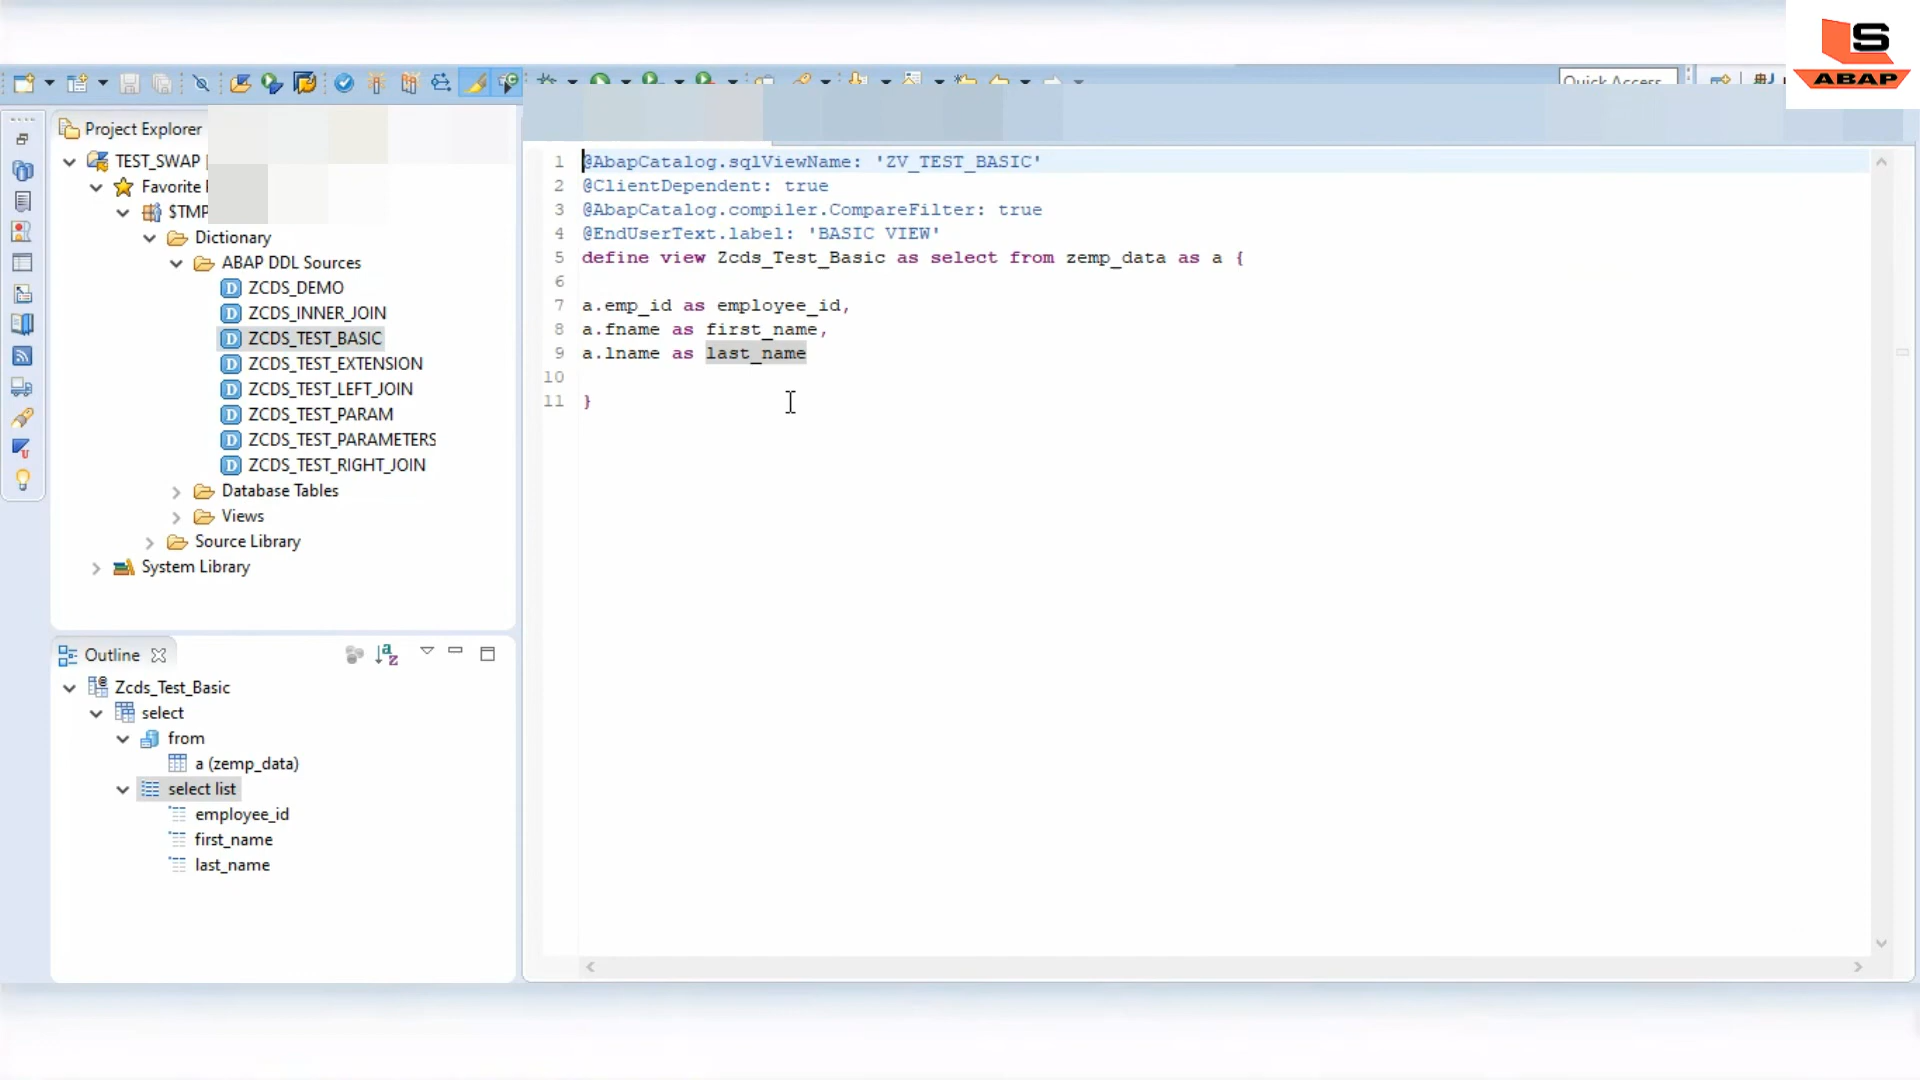 S
ABAP
Quick Access
Project Explorer
TEST_SWAP
Favorite
$TMP
Dictionary
ABAP DDL Sources
ZCDS_DEMO
ZCDS_INNER_JOIN
ZCDS_TEST_BASIC
ZCDS_TEST_EXTENSION
ZCDS_TEST_LEFT_JOIN
ZCDS_TEST_PARAM
ZCDS_TEST_PARAMETERS
ZCDS_TEST_RIGHT_JOIN
Database Tables
Views
Source Library
System Library
Outline
Zcds_Test_Basic
select
from
a (zemp_data)
select list
employee_id
first_name
last_name
1 @AbapCatalog.sqlViewName: 'ZV_TEST_BASIC'
2 @ClientDependent: true
3 @AbapCatalog.compiler.CompareFilter: true
4 @EndUserText.label: 'BASIC VIEW'
5 define view Zcds_Test_Basic as select from zemp_data as a {
6
7 a.emp_id as employee_id,
8 a.fname as first_name,
9 a.lname as last_name
10
11 }